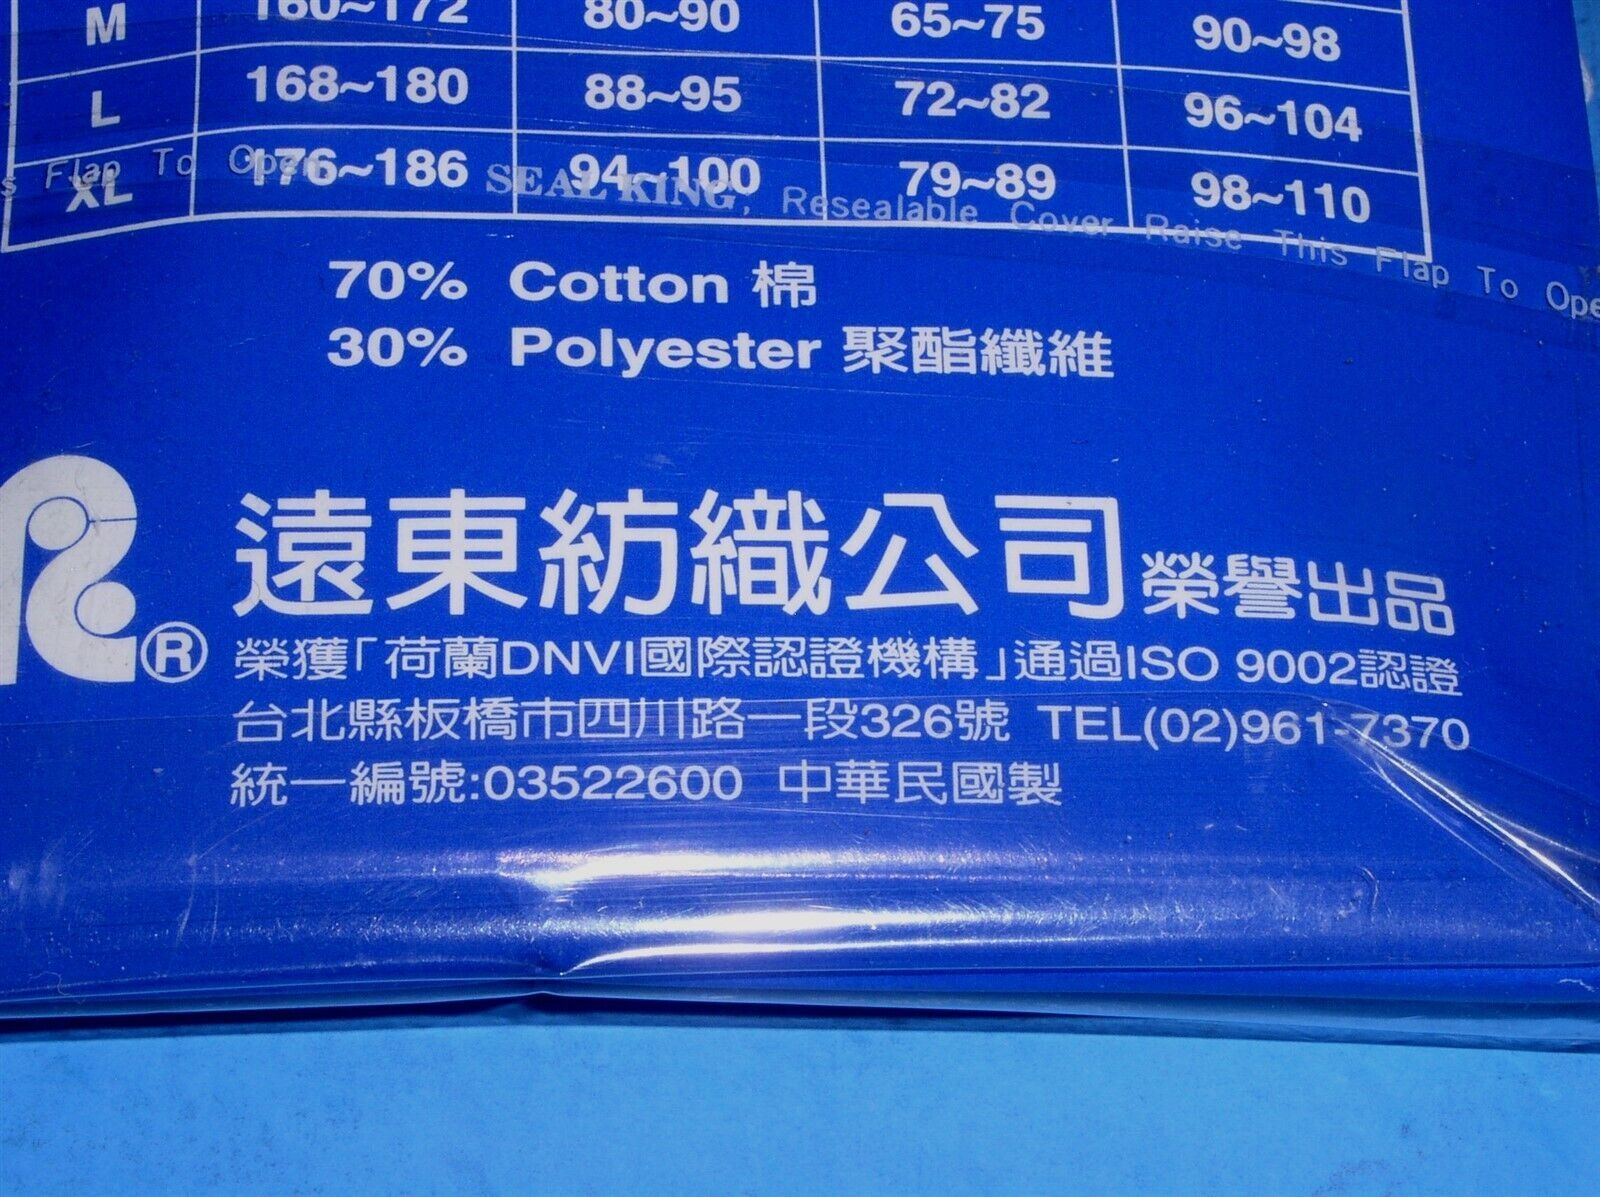 M 160~172 80~90 65~75 90~98
L 168~180 88~95 72~82 96~104
XL 176~186 94~100 79~89 98~110
s Flap To Open SEAL KING, Resealable Cover Raise This Flap To Ope
70% Cotton 棉
30% Polyester 聚酯纖維
遠東紡織公司 榮譽出品
®
榮獲「荷蘭DNVI國際認證機構」通過ISO 9002認證
台北縣板橋市四川路一段326號 TEL(02)961-7370
統一編號:03522600 中華民國製